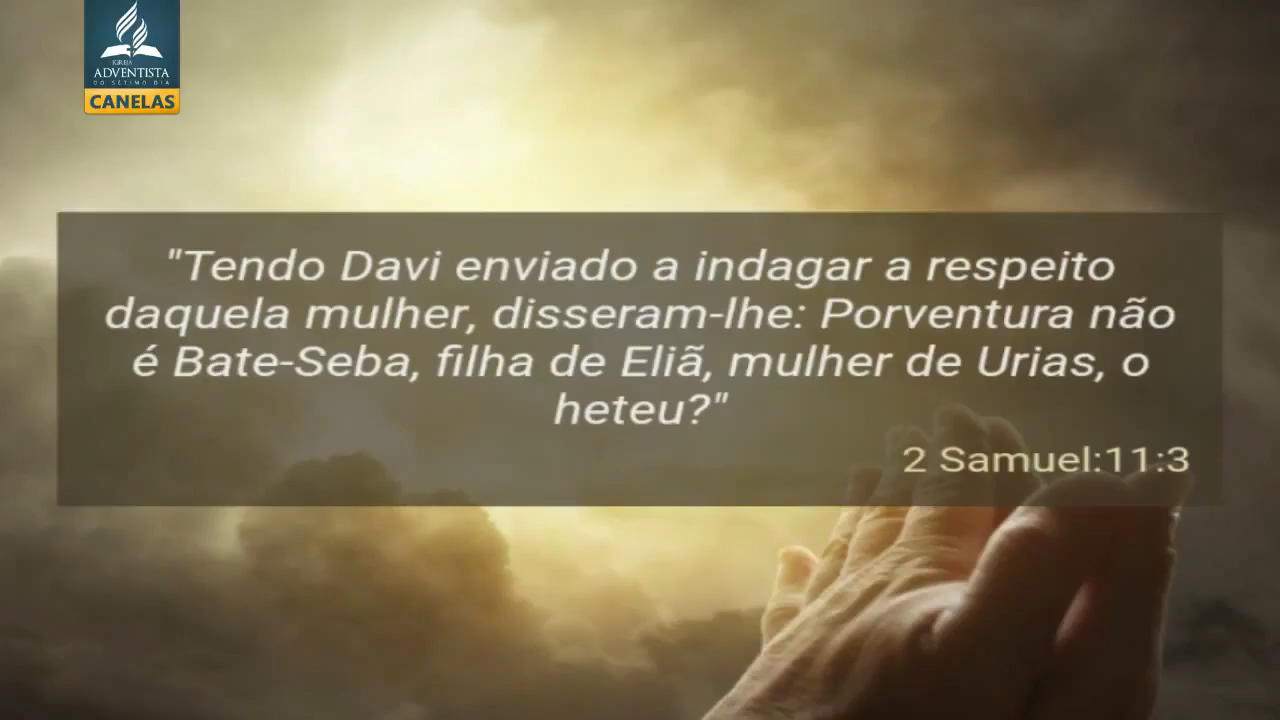 IGREJA
ADVENTISTA
DO SÉTIMO DIA
CANELAS
"Tendo Davi enviado a indagar a respeito
daquela mulher, disseram-lhe: Porventura não
é Bate-Seba, filha de Eliã, mulher de Urias, o
heteu?"
2 Samuel:11:3